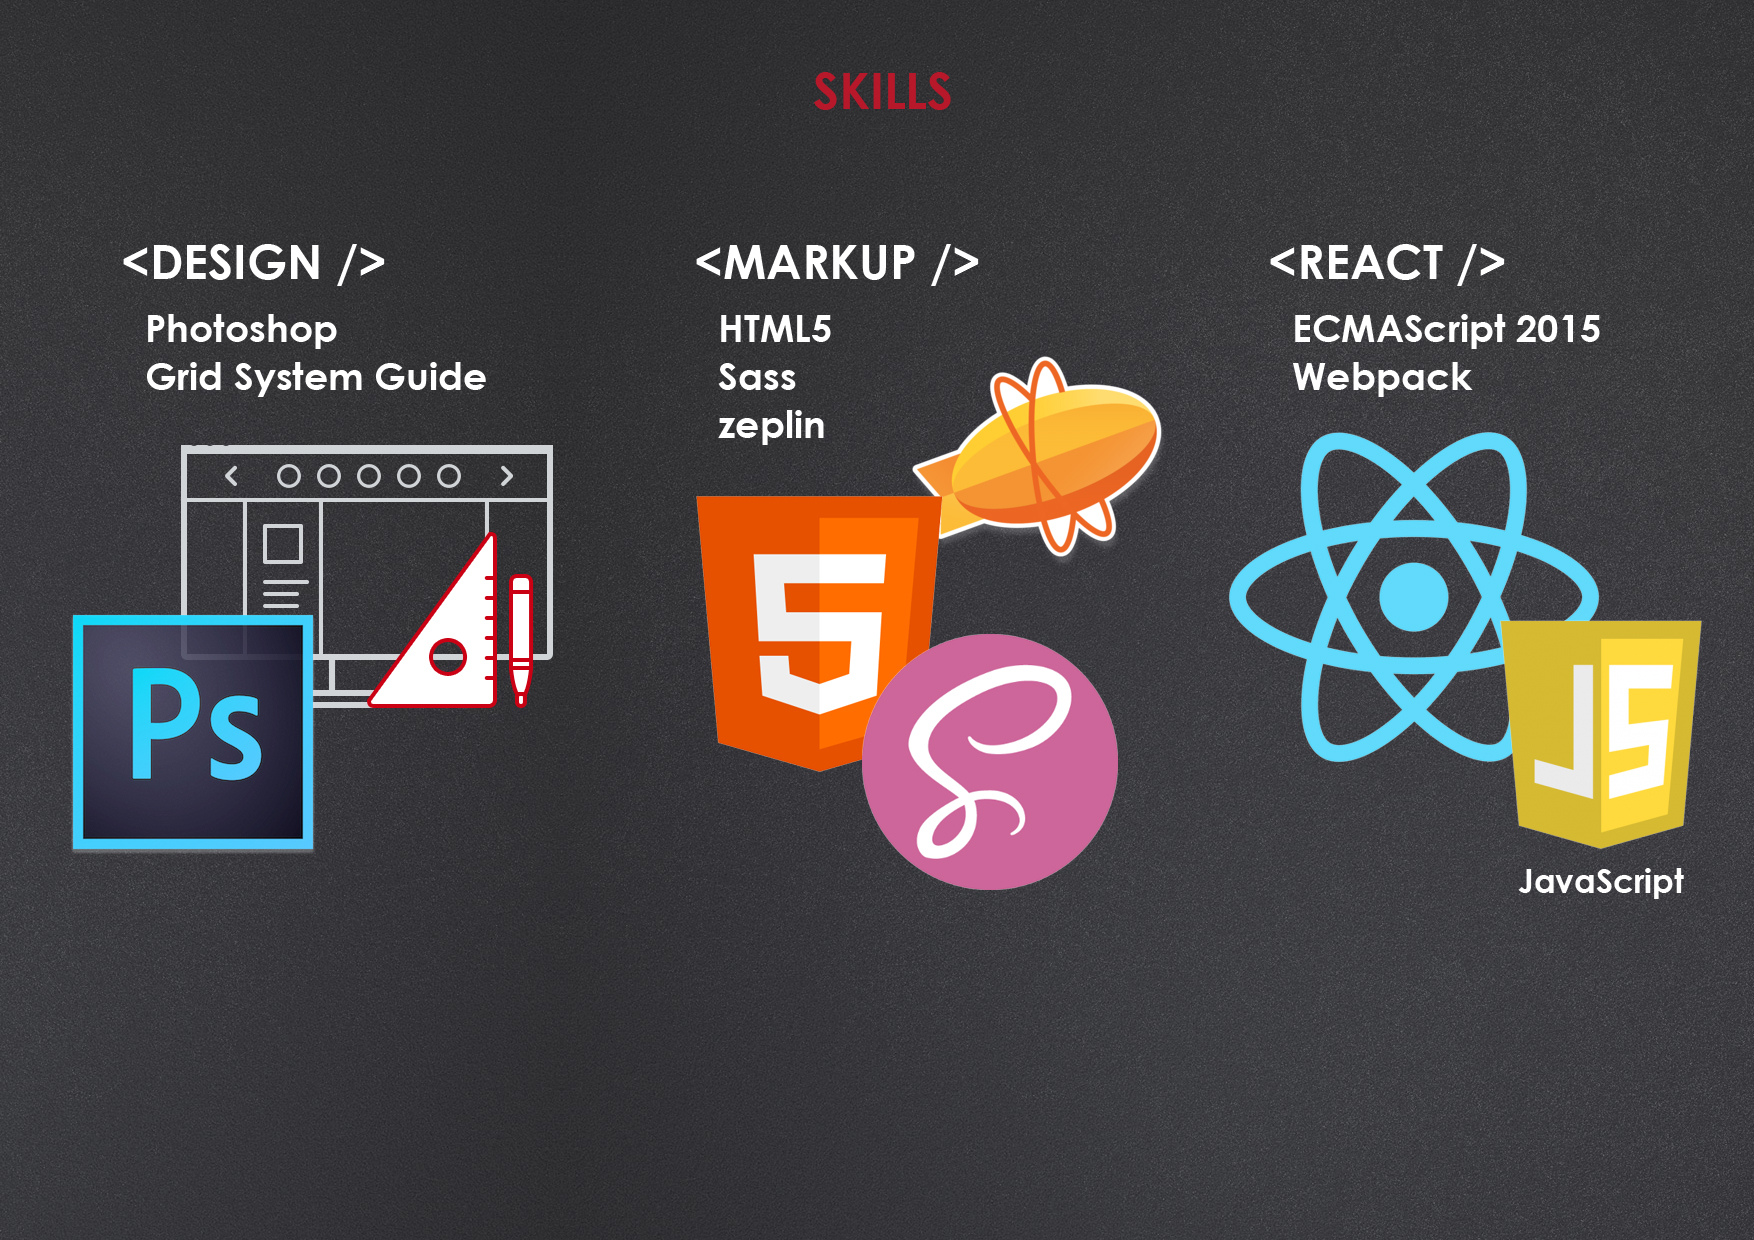 SKILLS
<DESIGN />
Photoshop
Grid System Guide
Ps
<MARKUP />
HTML5
Sass
zeplin
5
S
<REACT />
ECMAScript 2015
Webpack
JS
JavaScript